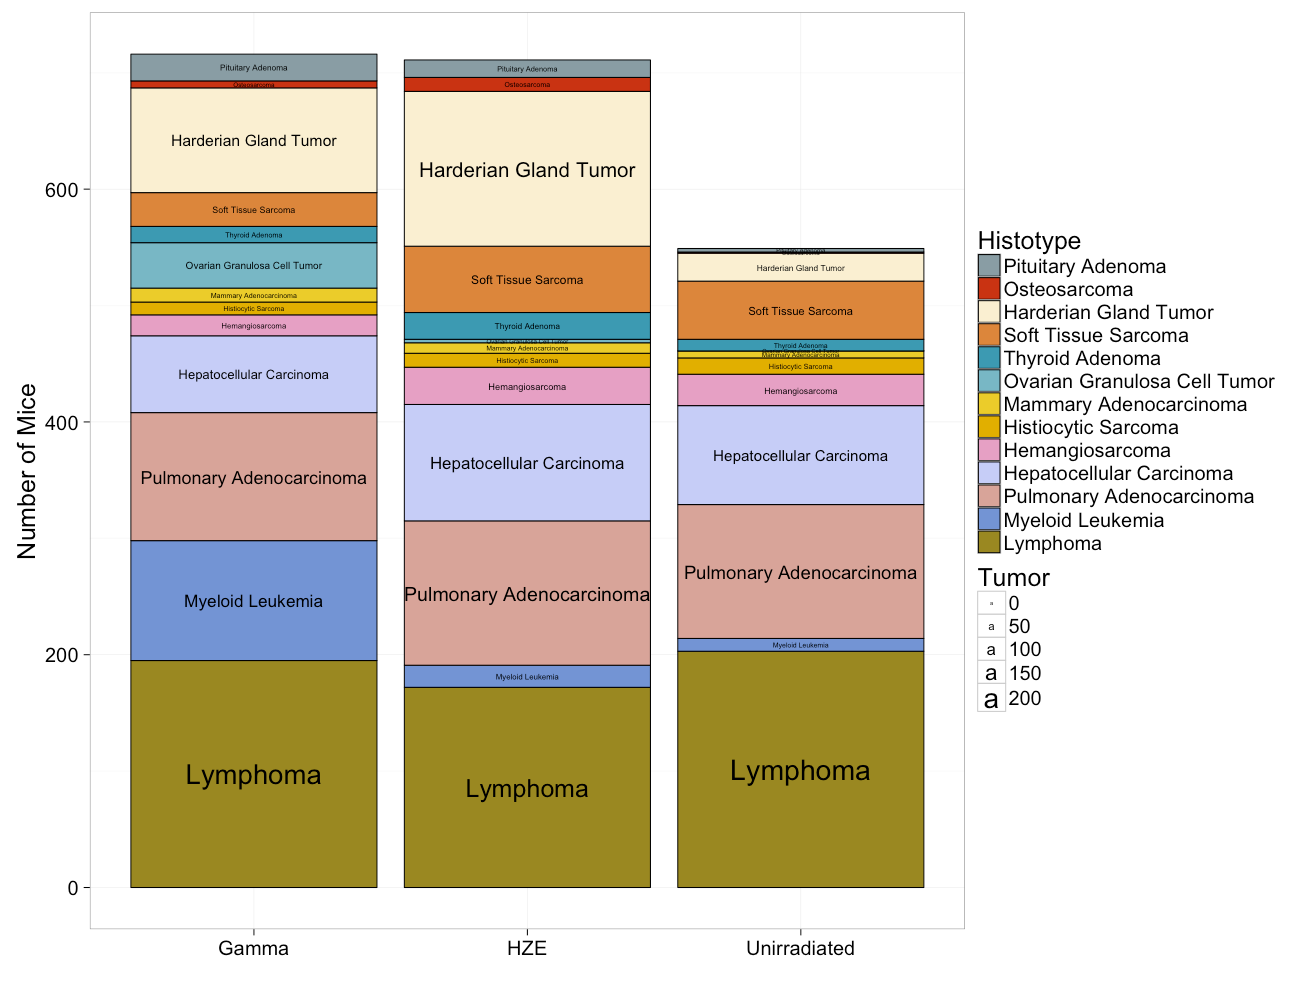 Number of Mice
600
400
200
0
Pituitary Adenoma
Osteosarcoma
Harderian Gland Tumor
Soft Tissue Sarcoma
Thyroid Adenoma
Ovarian Granulosa Cell Tumor
Mammary Adenocarcinoma
Histiocytic Sarcoma
Hemangiosarcoma
Hepatocellular Carcinoma
Pulmonary Adenocarcinoma
Myeloid Leukemia
Lymphoma
Gamma
Pituitary Adenoma
Osteosarcoma
Harderian Gland Tumor
Soft Tissue Sarcoma
Thyroid Adenoma
Ovarian Granulosa Cell Tumor
Mammary Adenocarcinoma
Histiocytic Sarcoma
Hemangiosarcoma
Hepatocellular Carcinoma
Pulmonary Adenocarcinoma
Myeloid Leukemia
Lymphoma
HZE
Harderian Gland Tumor
Soft Tissue Sarcoma
Thyroid Adenoma
Mammary Adenocarcinoma
Histiocytic Sarcoma
Hemangiosarcoma
Hepatocellular Carcinoma
Pulmonary Adenocarcinoma
Myeloid Leukemia
Lymphoma
Unirradiated
Histotype
Pituitary Adenoma
Osteosarcoma
Harderian Gland Tumor
Soft Tissue Sarcoma
Thyroid Adenoma
Ovarian Granulosa Cell Tumor
Mammary Adenocarcinoma
Histiocytic Sarcoma
Hemangiosarcoma
Hepatocellular Carcinoma
Pulmonary Adenocarcinoma
Myeloid Leukemia
Lymphoma
Tumor
a 0
a 50
a 100
a 150
a 200